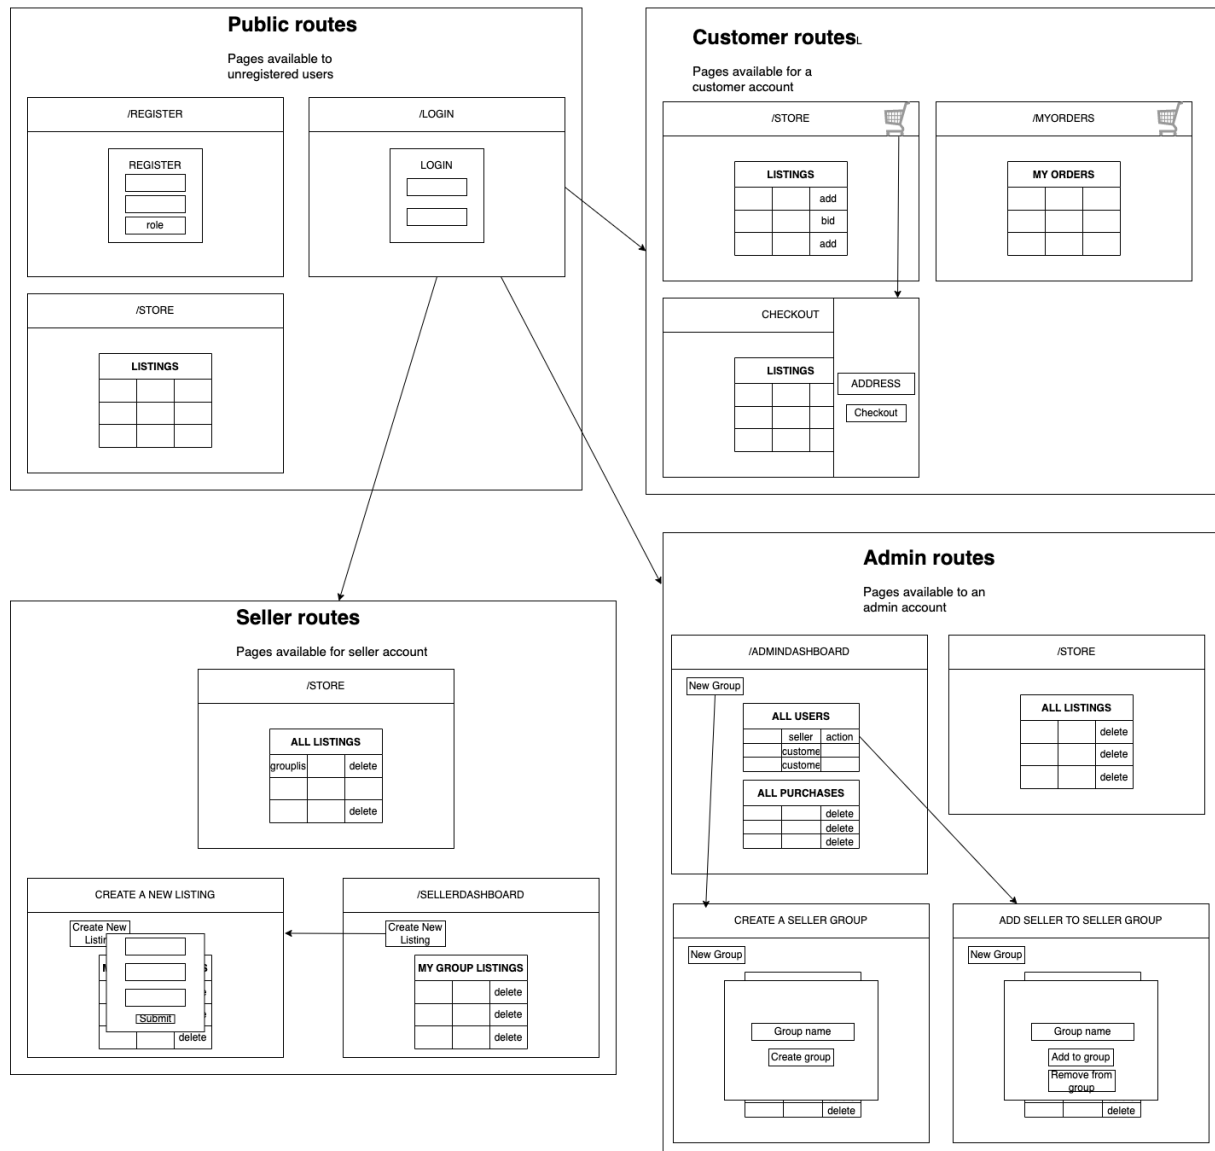 Public routes
Pages available to
unregistered users
/REGISTER
REGISTER
role
/LOGIN
LOGIN
/STORE
LISTINGS
Customer routesL
Pages available for a
customer account
/STORE
LISTINGS
add
bid
add
/MYORDERS
MY ORDERS
CHECKOUT
LISTINGS
ADDRESS
Checkout
Seller routes
Pages available for seller account
/STORE
ALL LISTINGS
grouplis
delete
delete
CREATE A NEW LISTING
Create New
Listin
M
S
Submit
delete
/SELLERDASHBOARD
Create New
Listing
MY GROUP LISTINGS
delete
delete
delete
Admin routes
Pages available to an
admin account
/ADMINDASHBOARD
New Group
ALL USERS
seller action
custome
custome
ALL PURCHASES
delete
delete
delete
/STORE
ALL LISTINGS
delete
delete
delete
CREATE A SELLER GROUP
New Group
Group name
Create group
delete
ADD SELLER TO SELLER GROUP
New Group
Group name
Add to group
Remove from
group
delete